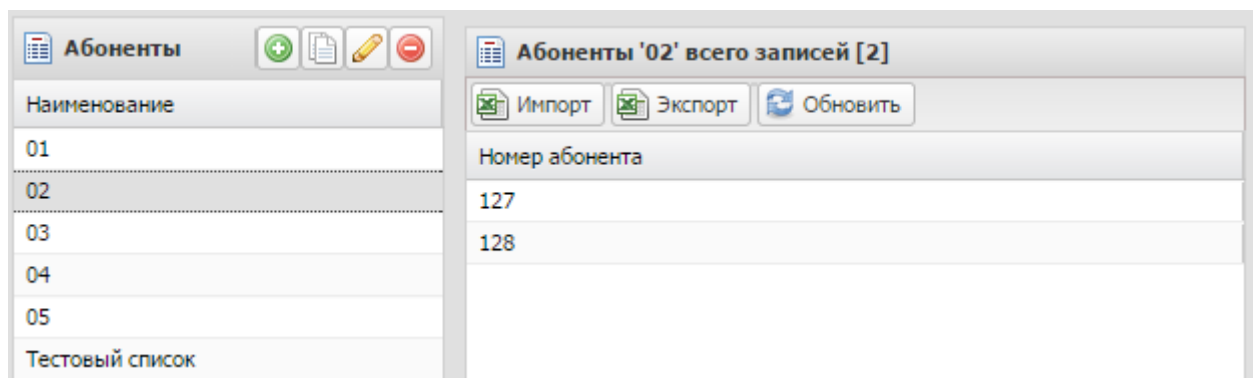 Абоненты
Наименование
01
02
03
04
05
Тестовый список
Абоненты '02' всего записей [2]
Импорт Экспорт Обновить
Номер абонента
127
128